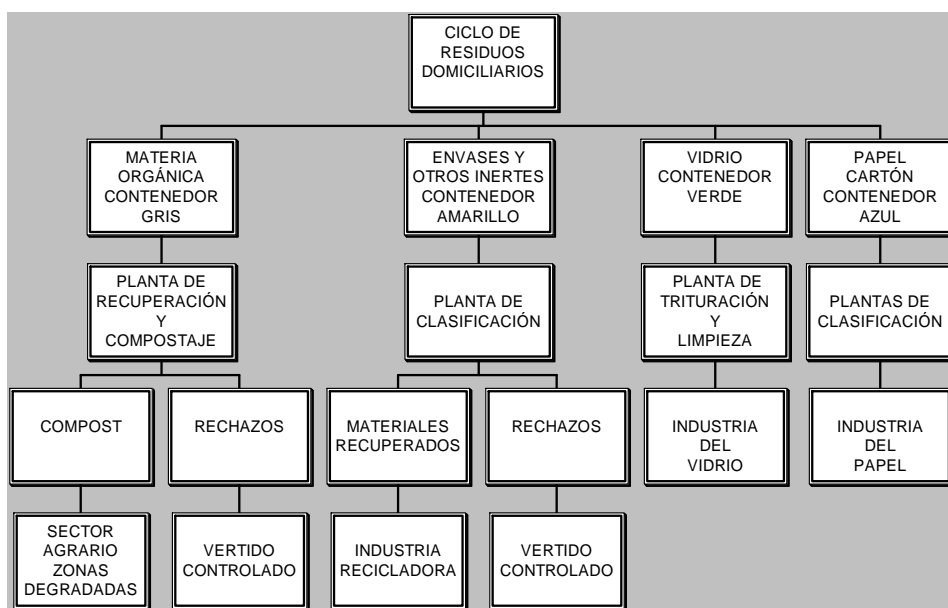 CICLO DE
RESIDUOS
DOMICILIARIOS
MATERIA
ORGÁNICA
CONTENEDOR
GRIS
ENVASES Y
OTROS INERTES
CONTENEDOR
AMARILLO
VIDRIO
CONTENEDOR
VERDE
PAPEL
CARTÓN
CONTENEDOR
AZUL
PLANTA DE
RECUPERACIÓN
Y
COMPOSTAJE
PLANTA DE
CLASIFICACIÓN
PLANTA DE
TRITURACIÓN
Y
LIMPIEZA
PLANTAS DE
CLASIFICACIÓN
COMPOST
RECHAZOS
MATERIALES
RECUPERADOS
RECHAZOS
INDUSTRIA
DEL
VIDRIO
INDUSTRIA
DEL
PAPEL
SECTOR
AGRARIO
ZONAS
DEGRADADAS
VERTIDO
CONTROLADO
INDUSTRIA
RECICLADORA
VERTIDO
CONTROLADO